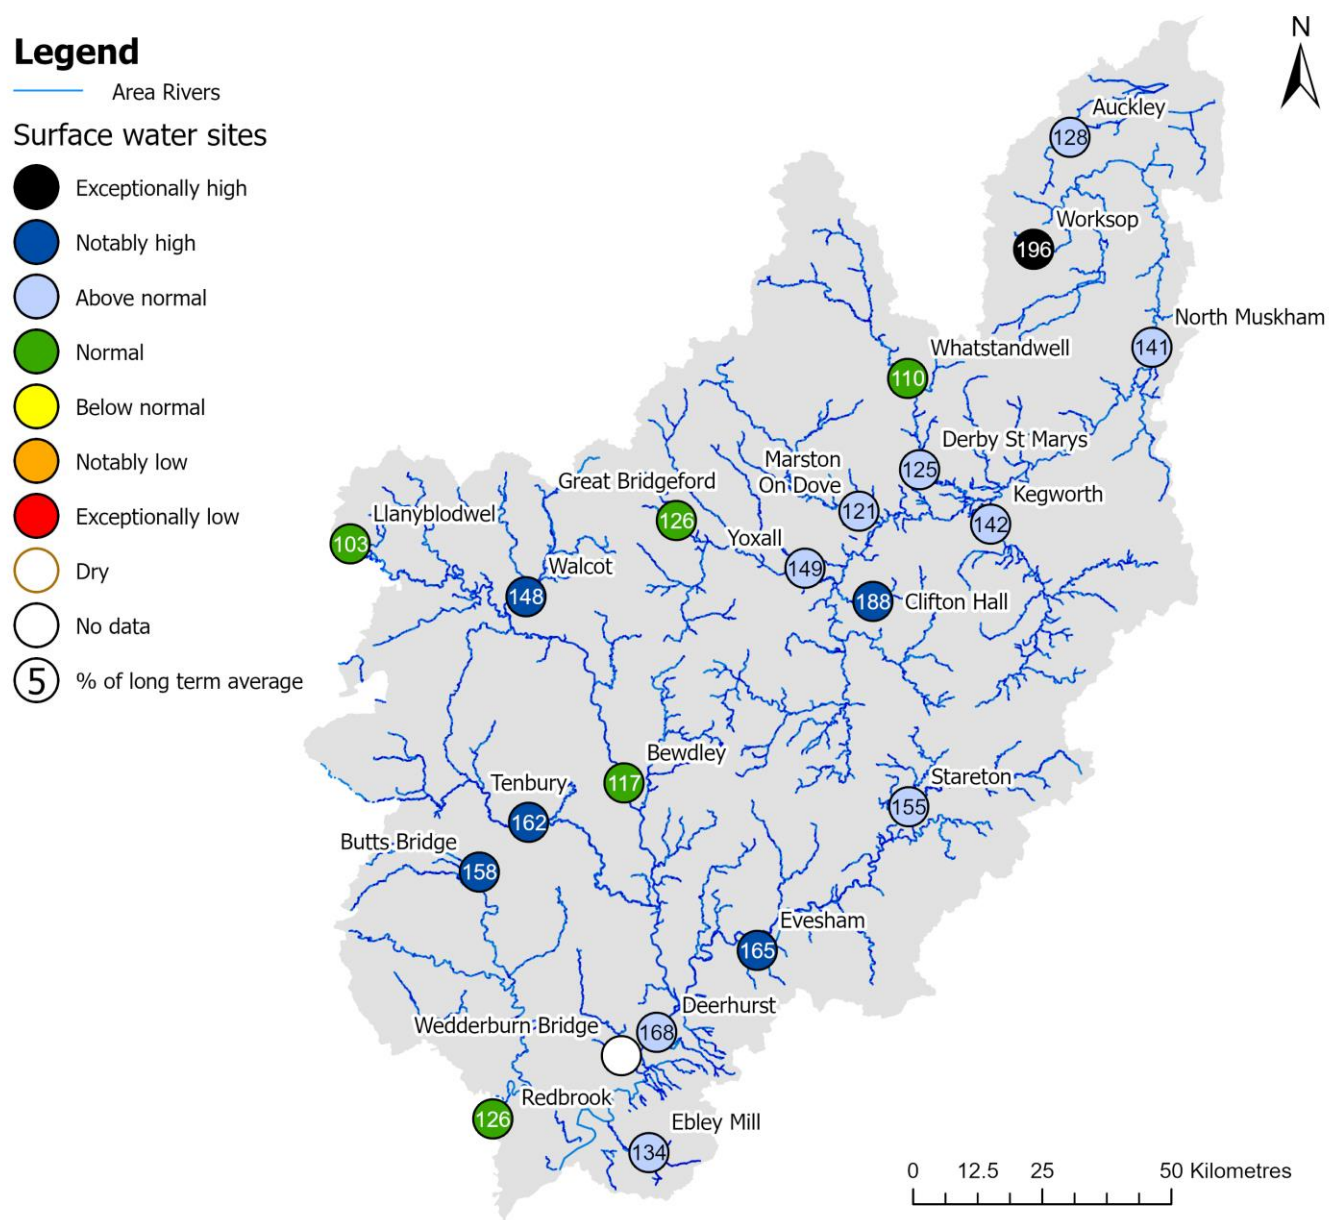 Legend
Area Rivers
Surface water sites
Exceptionally high
Notably high
Above normal
Normal
Below normal
Notably low
Exceptionally low
Dry
No data
5 % of long term average
N
Auckley
128
Worksop
196
North Muskham
141
Whatstandwell
110
Derby St Marys
125
Marston
On Dove
121
Kegworth
142
Great Bridgeford
126
Llanyblodwel
103
Yoxall
149
Walcot
148
188 Clifton Hall
Bewdley
117
Tenbury
162
Stareton
155
Butts Bridge
158
Evesham
165
Deerhurst
168
Wedderburn Bridge
Redbrook
126
Ebley Mill
134
0 12.5 25 50 Kilometres